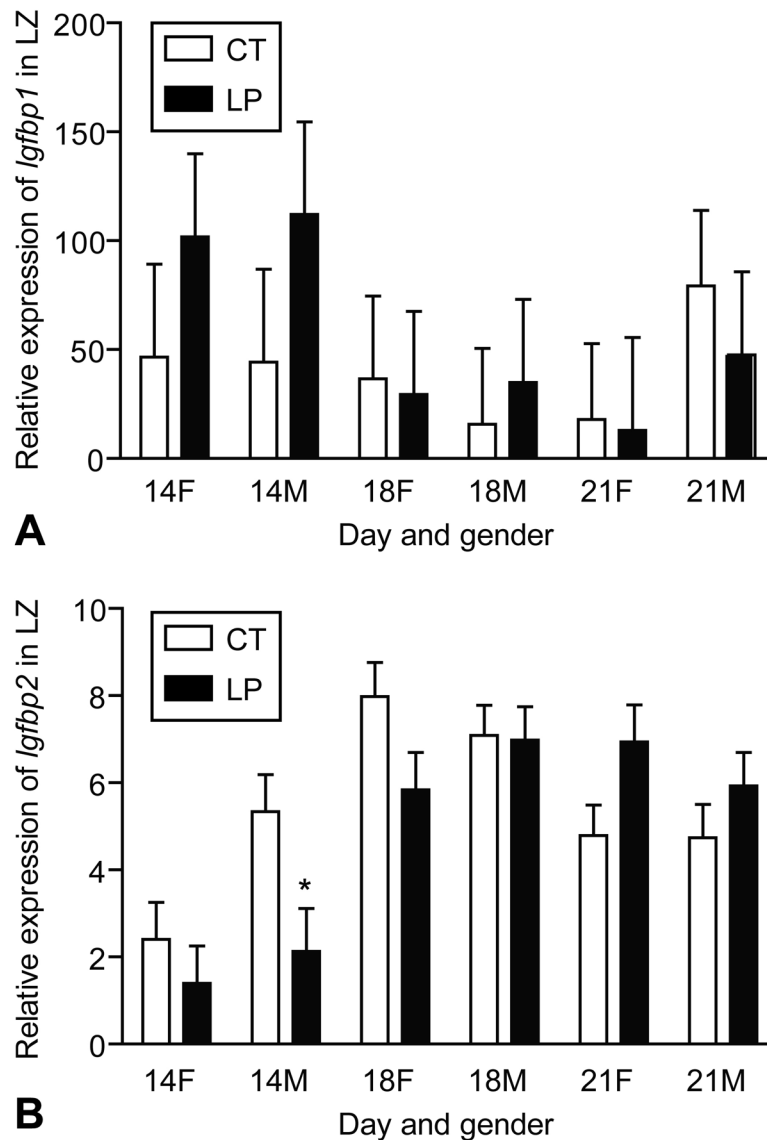 Relative expression of Igfbp1 in LZ
200
150
100
50
0
CT
LP
14F 14M 18F 18M 21F 21M
Day and gender
A
Relative expression of Igfbp2 in LZ
10
8
6
4
2
0
CT
LP
*
14F 14M 18F 18M 21F 21M
Day and gender
B